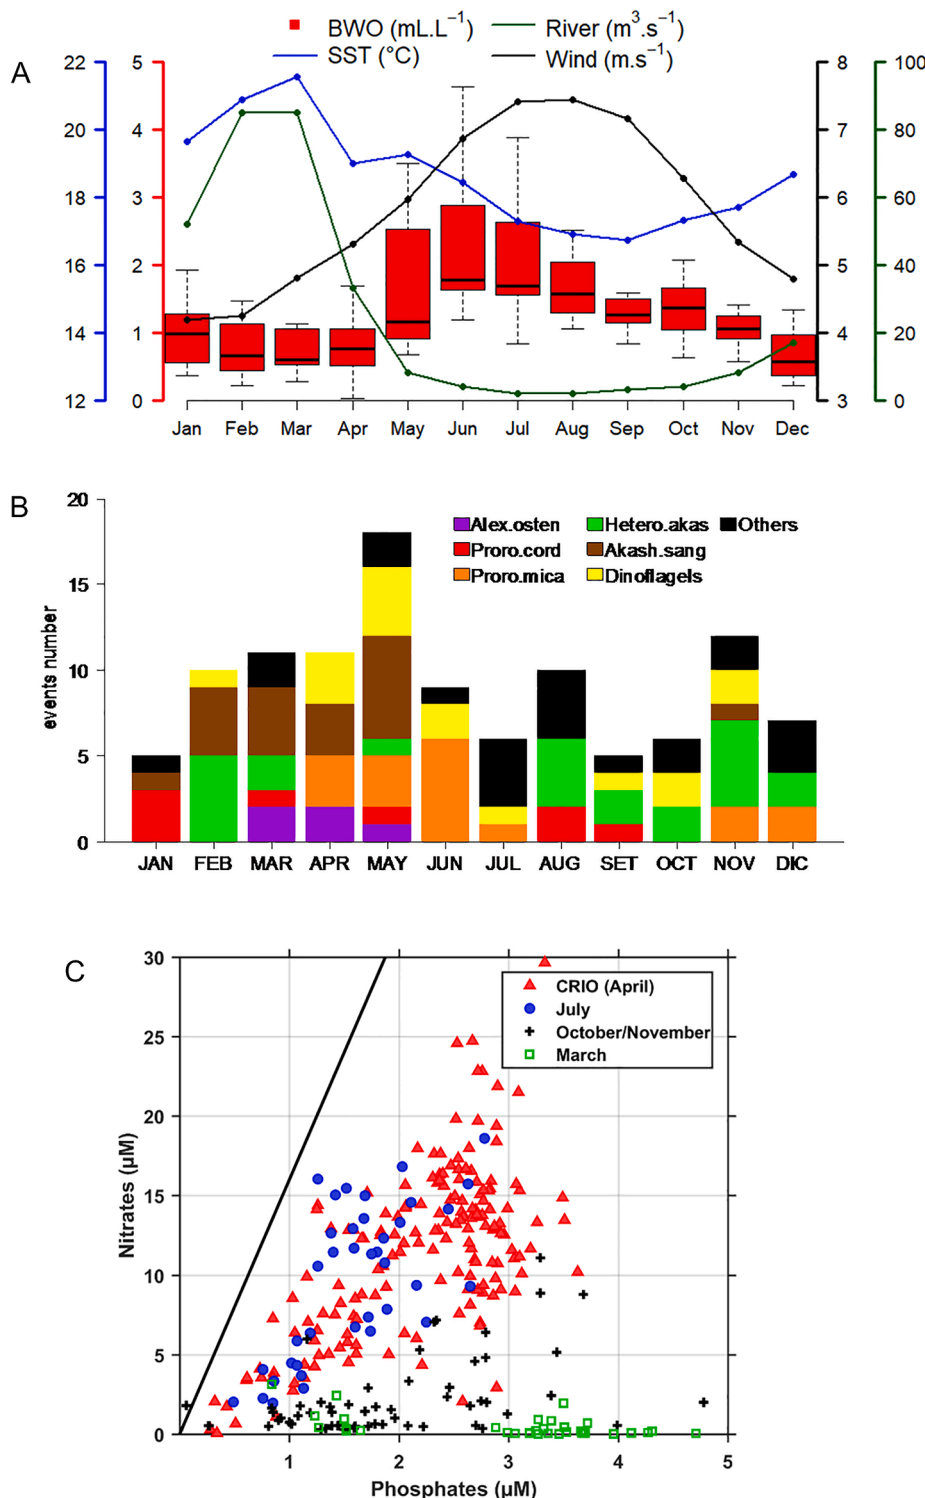 BWO (mL.L⁻¹) River (m³.s⁻¹)
SST (°C) Wind (m.s⁻¹)
A
22 5 8 100
20 4 7 80
18 3 6 60
16 2 5 40
14 1 4 20
12 0 3 0
Jan Feb Mar Apr May Jun Jul Aug Sep Oct Nov Dec
B
20
15
10
5
0
events number
Alex.osten Hetero.akas Others
Proro.cord Akash.sang
Proro.mica Dinoflagels
JAN FEB MAR APR MAY JUN JUL AUG SET OCT NOV DIC
C
30
25
20
15
10
5
0
Nitrates (µM)
CRIO (April)
July
October/November
March
1 2 3 4 5
Phosphates (µM)